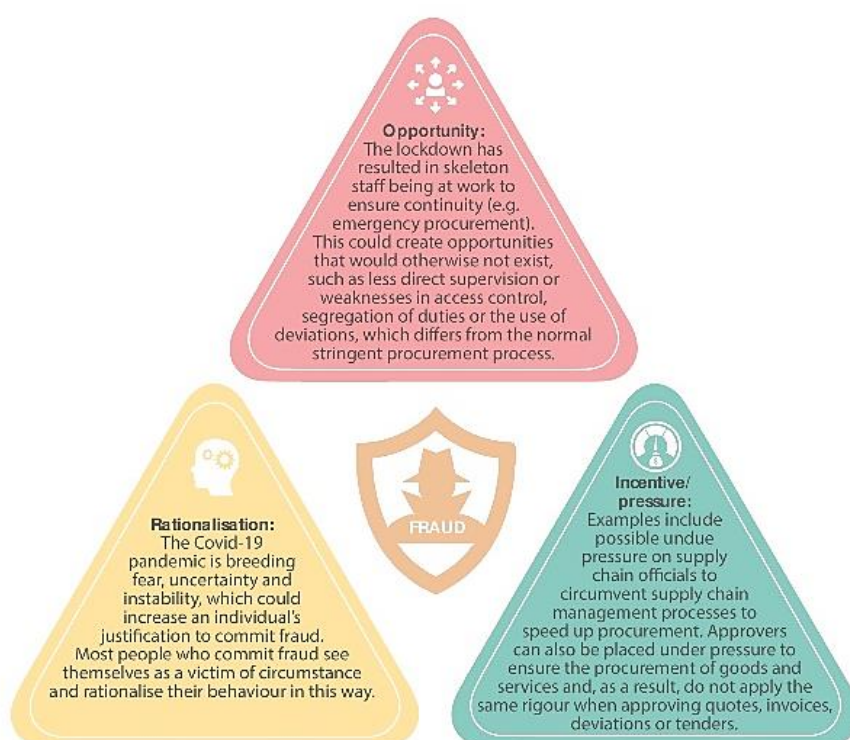 Opportunity:
The lockdown has
resulted in skeleton
staff being at work to
ensure continuity (e.g.
emergency procurement).
This could create opportunities
that would otherwise not exist,
such as less direct supervision or
weaknesses in access control,
segregation of duties or the use of
deviations, which differs from the normal
stringent procurement process.
Rationalisation:
The Covid-19
pandemic is breeding
fear, uncertainty and
instability, which could
increase an individual's
justification to commit fraud.
Most people who commit fraud see
themselves as a victim of circumstance
and rationalise their behaviour in this way.
FRAUD
Incentive/
pressure:
Examples include
possible undue
pressure on supply
chain officials to
circumvent supply chain
management processes to
speed up procurement. Approvers
can also be placed under pressure to
ensure the procurement of goods and
services and, as a result, do not apply the
same rigour when approving quotes, invoices,
deviations or tenders.